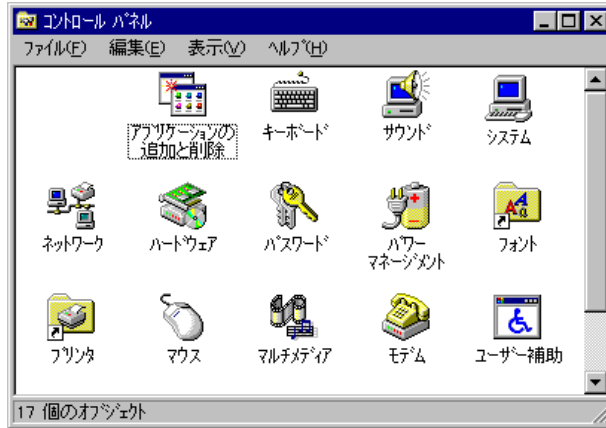 コントロール パネル
ファイル(F) 編集(E) 表示(V) ヘルプ(H)
アプリケーションの
追加と削除
キーボード
サウンド
システム
ネットワーク
ハードウェア
パスワード
パワー
マネージメント
フォント
プリンタ
マウス
マルチメディア
モデム
ユーザー補助
17 個のオブジェクト